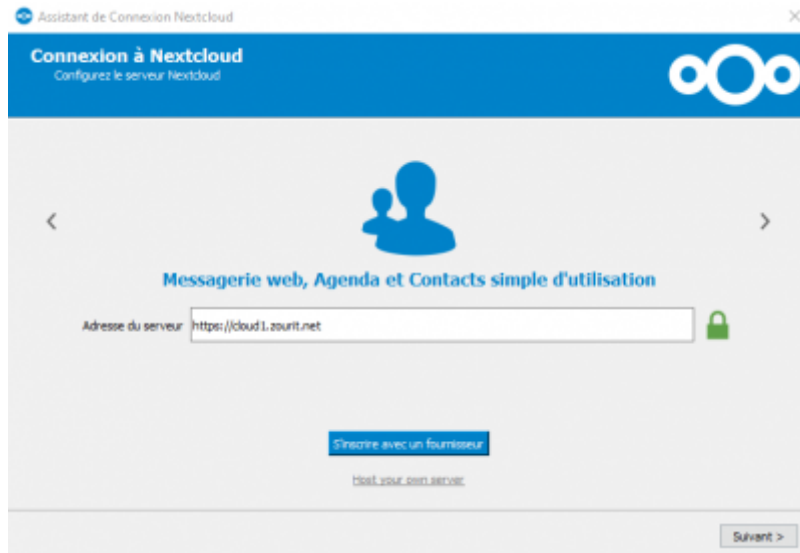 Assistant de Connexion Nextcloud
Connexion à Nextcloud
Configurez le serveur Nextcloud
Messagerie web, Agenda et Contacts simple d'utilisation
Adresse du serveur https://cloud1.zourit.net
S'inscrire avec un fournisseur
Host your own server
Suivant >